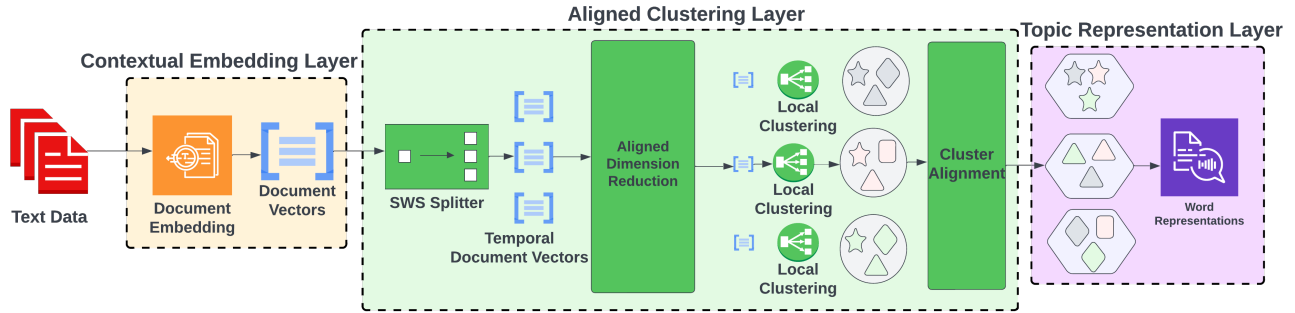 Aligned Clustering Layer
Topic Representation Layer
Contextual Embedding Layer
Text Data
Document
Embedding
Document
Vectors
SWS Splitter
Temporal
Document Vectors
Aligned
Dimension
Reduction
Local
Clustering
Local
Clustering
Local
Clustering
Cluster
Alignment
Word
Representations